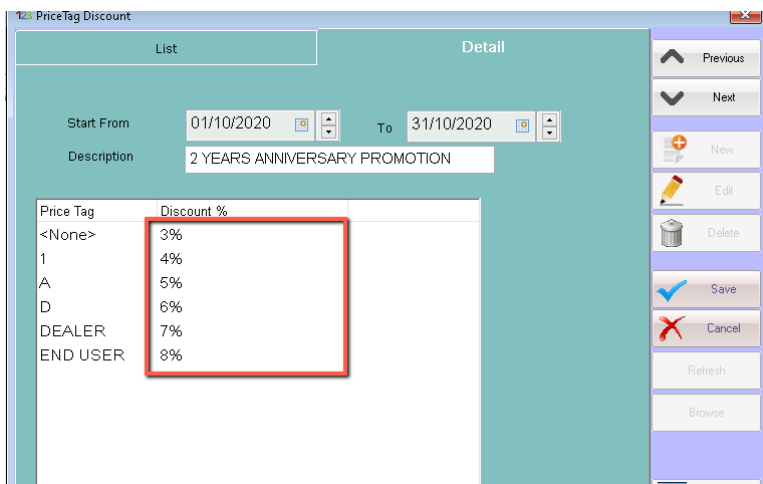 123 PriceTag Discount
List
Detail
Previous
Next
Start From 01/10/2020 To 31/10/2020
Description 2 YEARS ANNIVERSARY PROMOTION
New
Edit
Delete
Price Tag Discount %
<None> 3%
1 4%
A 5%
D 6%
DEALER 7%
END USER 8%
Save
Cancel
Refresh
Browse